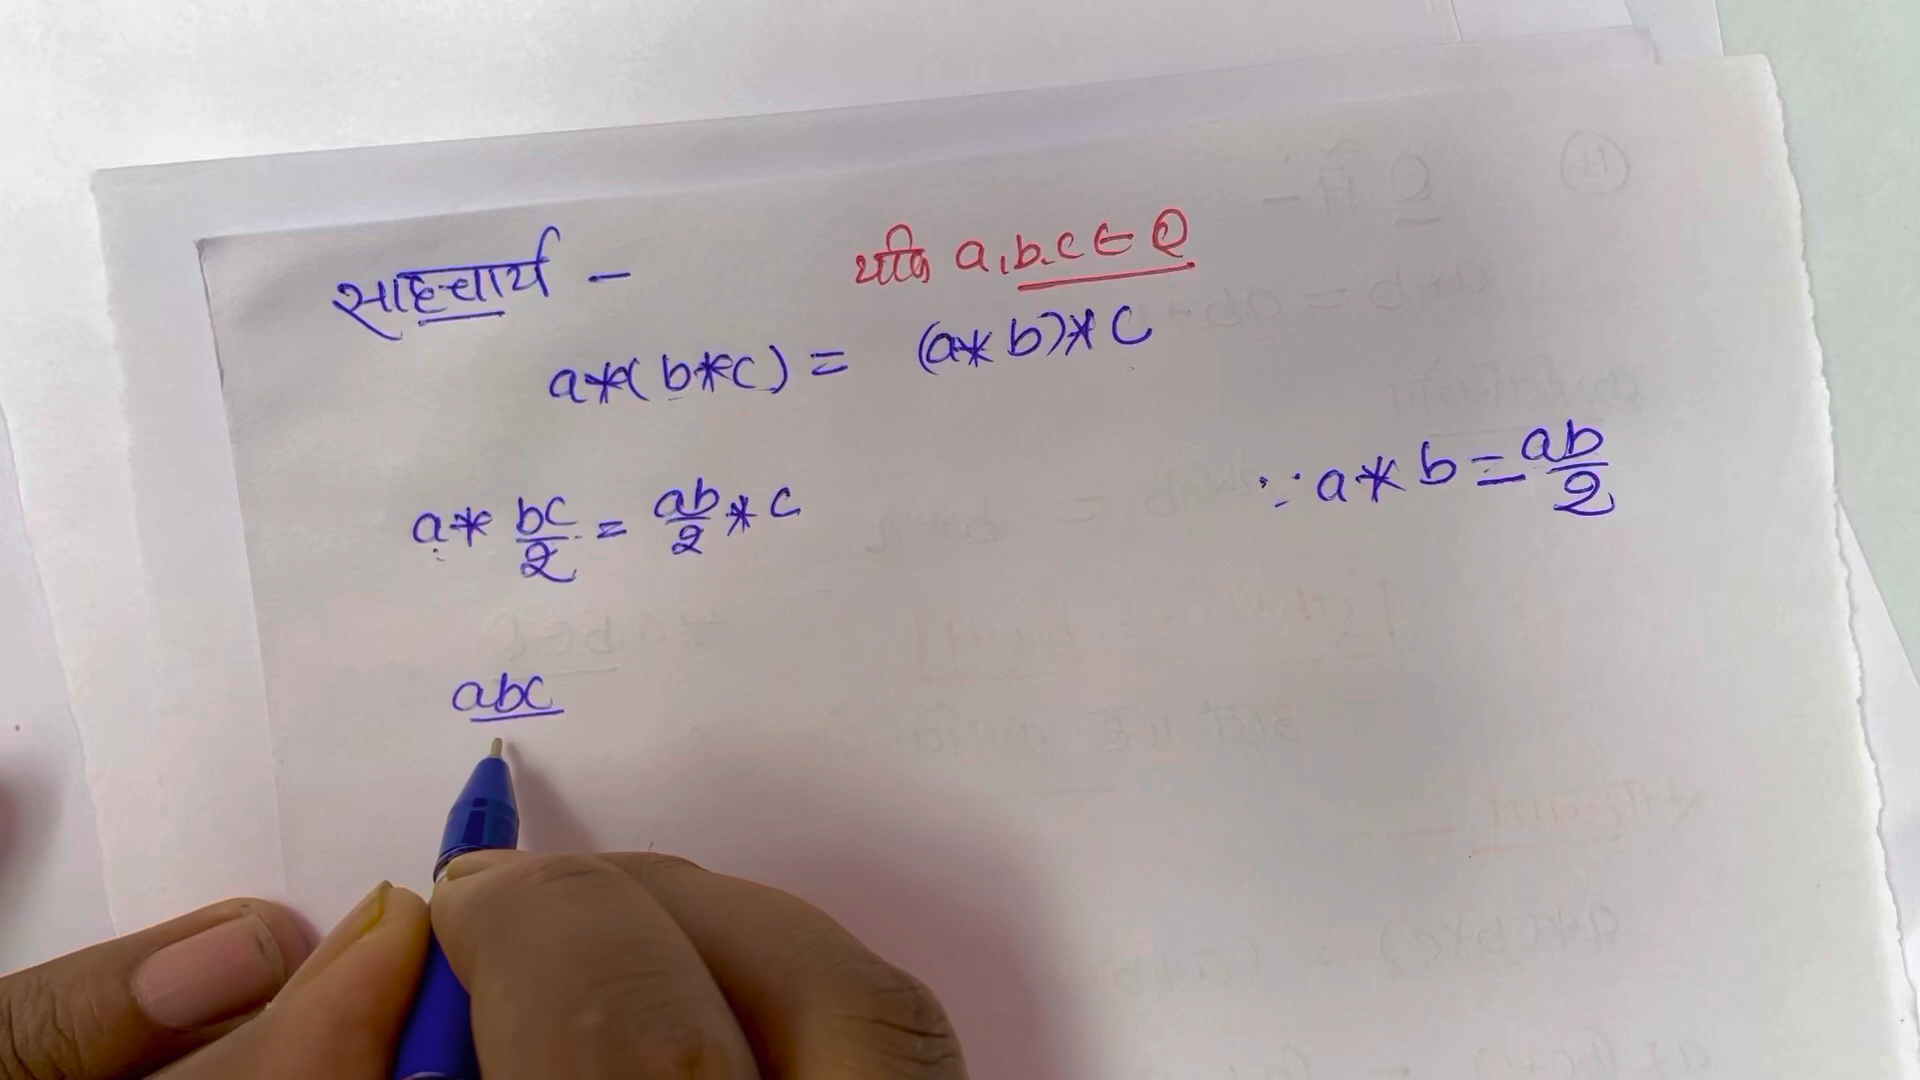 साहचार्य - यदि a,b,c ∈ Q
a*(b*c) = (a*b)*c
∵ a*b = ab/2
a* bc/2 = ab/2 *c
abc